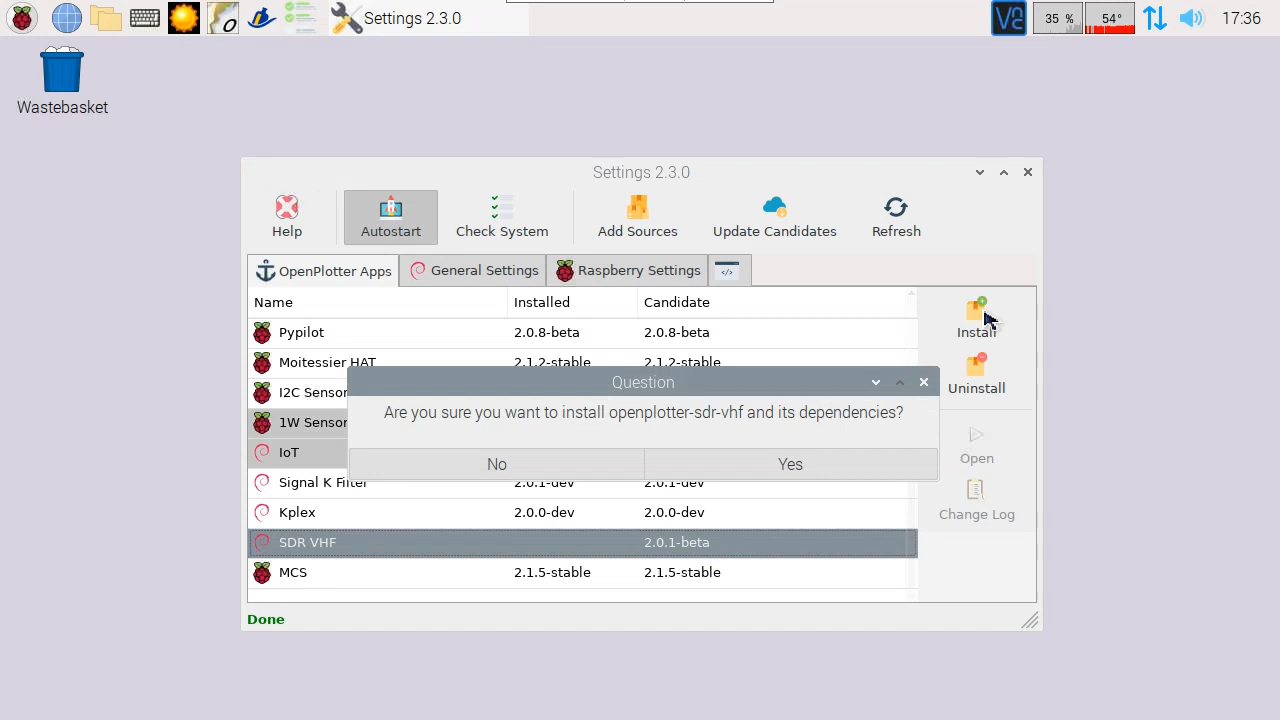 Settings 2.3.0
35 %
54°
17:36
Wastebasket
Settings 2.3.0
Help
Autostart
Check System
Add Sources
Update Candidates
Refresh
OpenPlotter Apps
General Settings
Raspberry Settings
Name Installed Candidate
Pypilot 2.0.8-beta 2.0.8-beta
Moitessier HAT 2.1.2-stable 2.1.2-stable
I2C Sensor
1W Sensor
IoT
Signal K Filter 2.0.1-dev 2.0.1-dev
Kplex 2.0.0-dev 2.0.0-dev
SDR VHF 2.0.1-beta
MCS 2.1.5-stable 2.1.5-stable
Install
Uninstall
Open
Change Log
Question
Are you sure you want to install openplotter-sdr-vhf and its dependencies?
No
Yes
Done